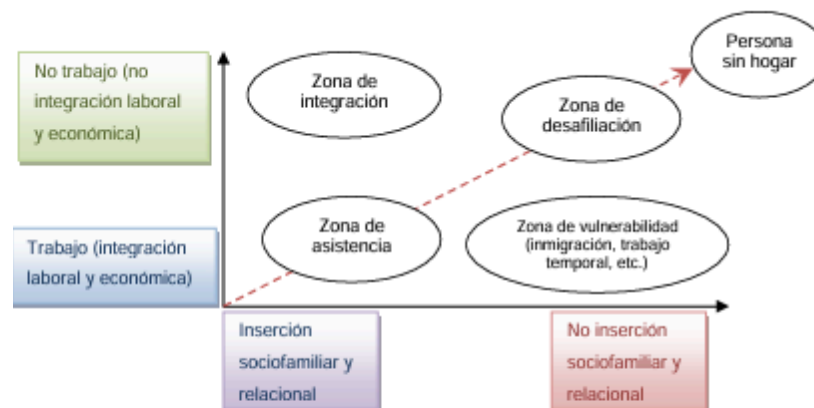 Persona
sin hogar
No trabajo (no
integración laboral
y económica)
Zona de
integración
Zona de
desafiliación
Trabajo (integración
laboral y económica)
Zona de
asistencia
Zona de vulnerabilidad
(inmigración, trabajo
temporal, etc.)
Inserción
sociofamiliar y
relacional
No inserción
sociofamiliar y
relacional